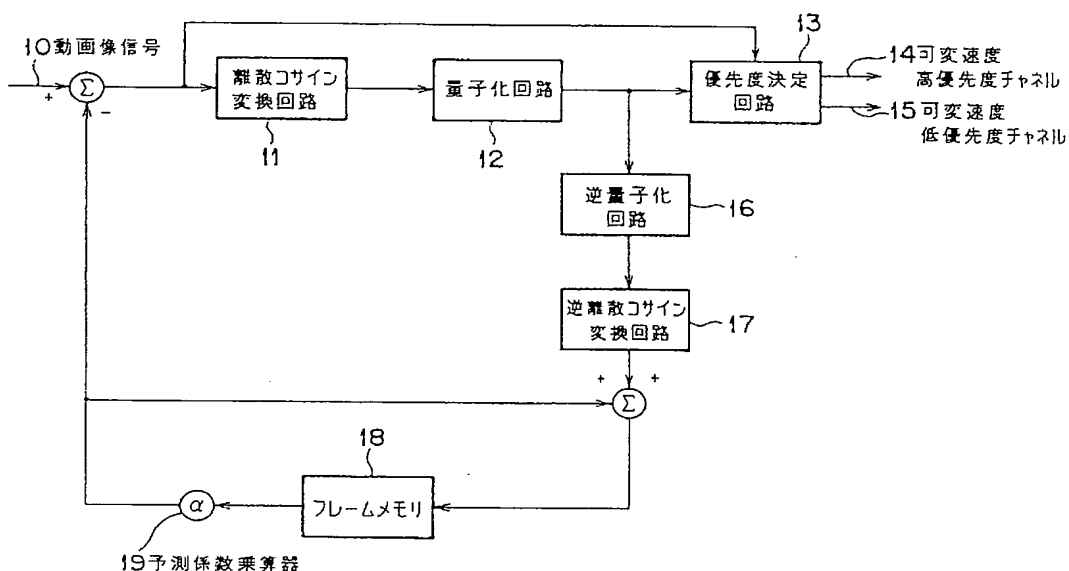 10動画像信号
+
Σ
-
離散コサイン
変換回路
11
量子化回路
12
13
優先度決定
回路
14可変速度
高優先度チャネル
15可変速度
低優先度チャネル
逆量子化
回路
16
逆離散コサイン
変換回路
17
+ +
Σ
18
フレームメモリ
α
19予測係数乗算器